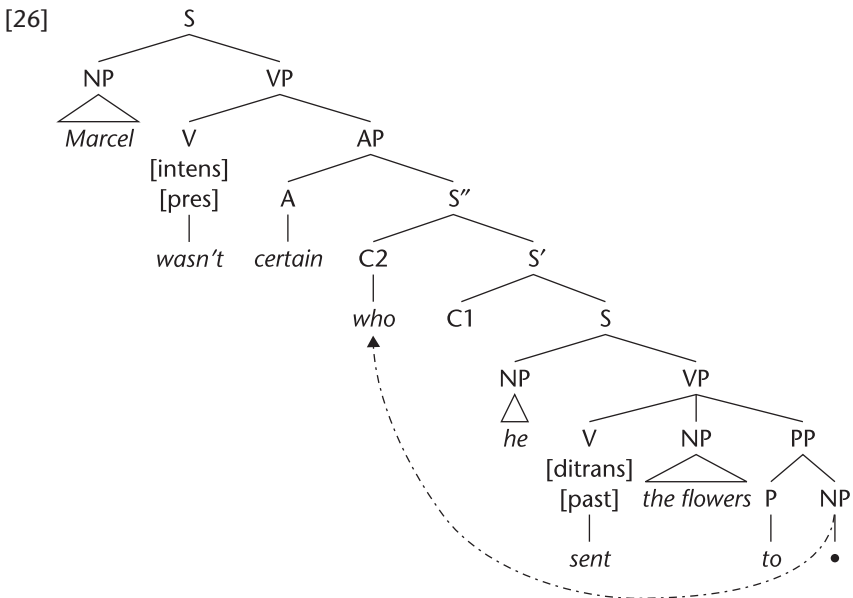 [26] S
NP VP
Marcel V AP
[intens]
[pres] A S″
wasn't certain C2 S′
who C1 S
NP VP
he V NP PP
[ditrans]
[past] the flowers P NP
sent to •